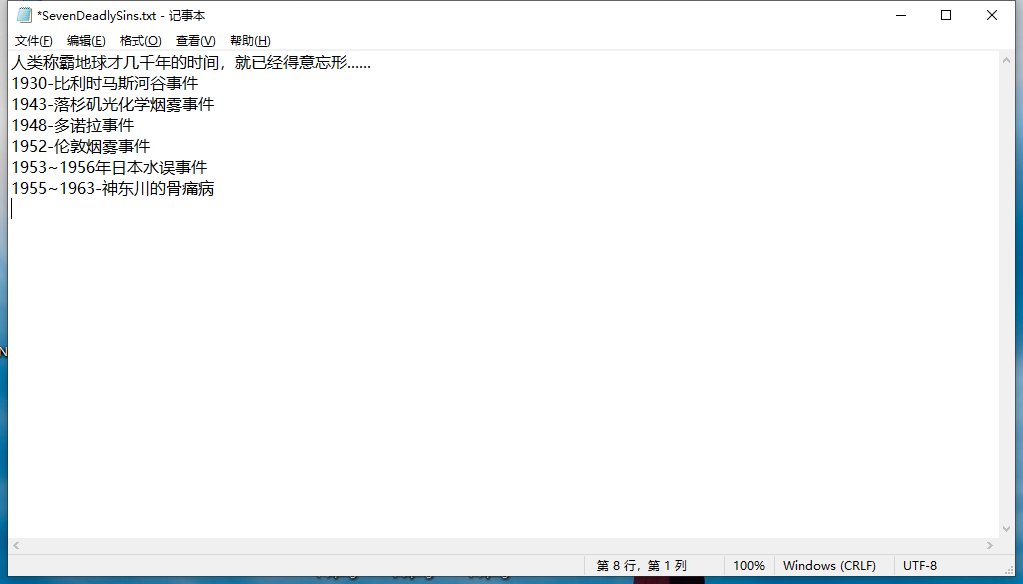 *SevenDeadlySins.txt - 记事本
文件(F) 编辑(E) 格式(O) 查看(V) 帮助(H)
人类称霸地球才几千年的时间，就已经得意忘形......
1930-比利时马斯河谷事件
1943-落杉矶光化学烟雾事件
1948-多诺拉事件
1952-伦敦烟雾事件
1953~1956年日本水误事件
1955~1963-神东川的骨痛病
第 8 行，第 1 列 100% Windows (CRLF) UTF-8